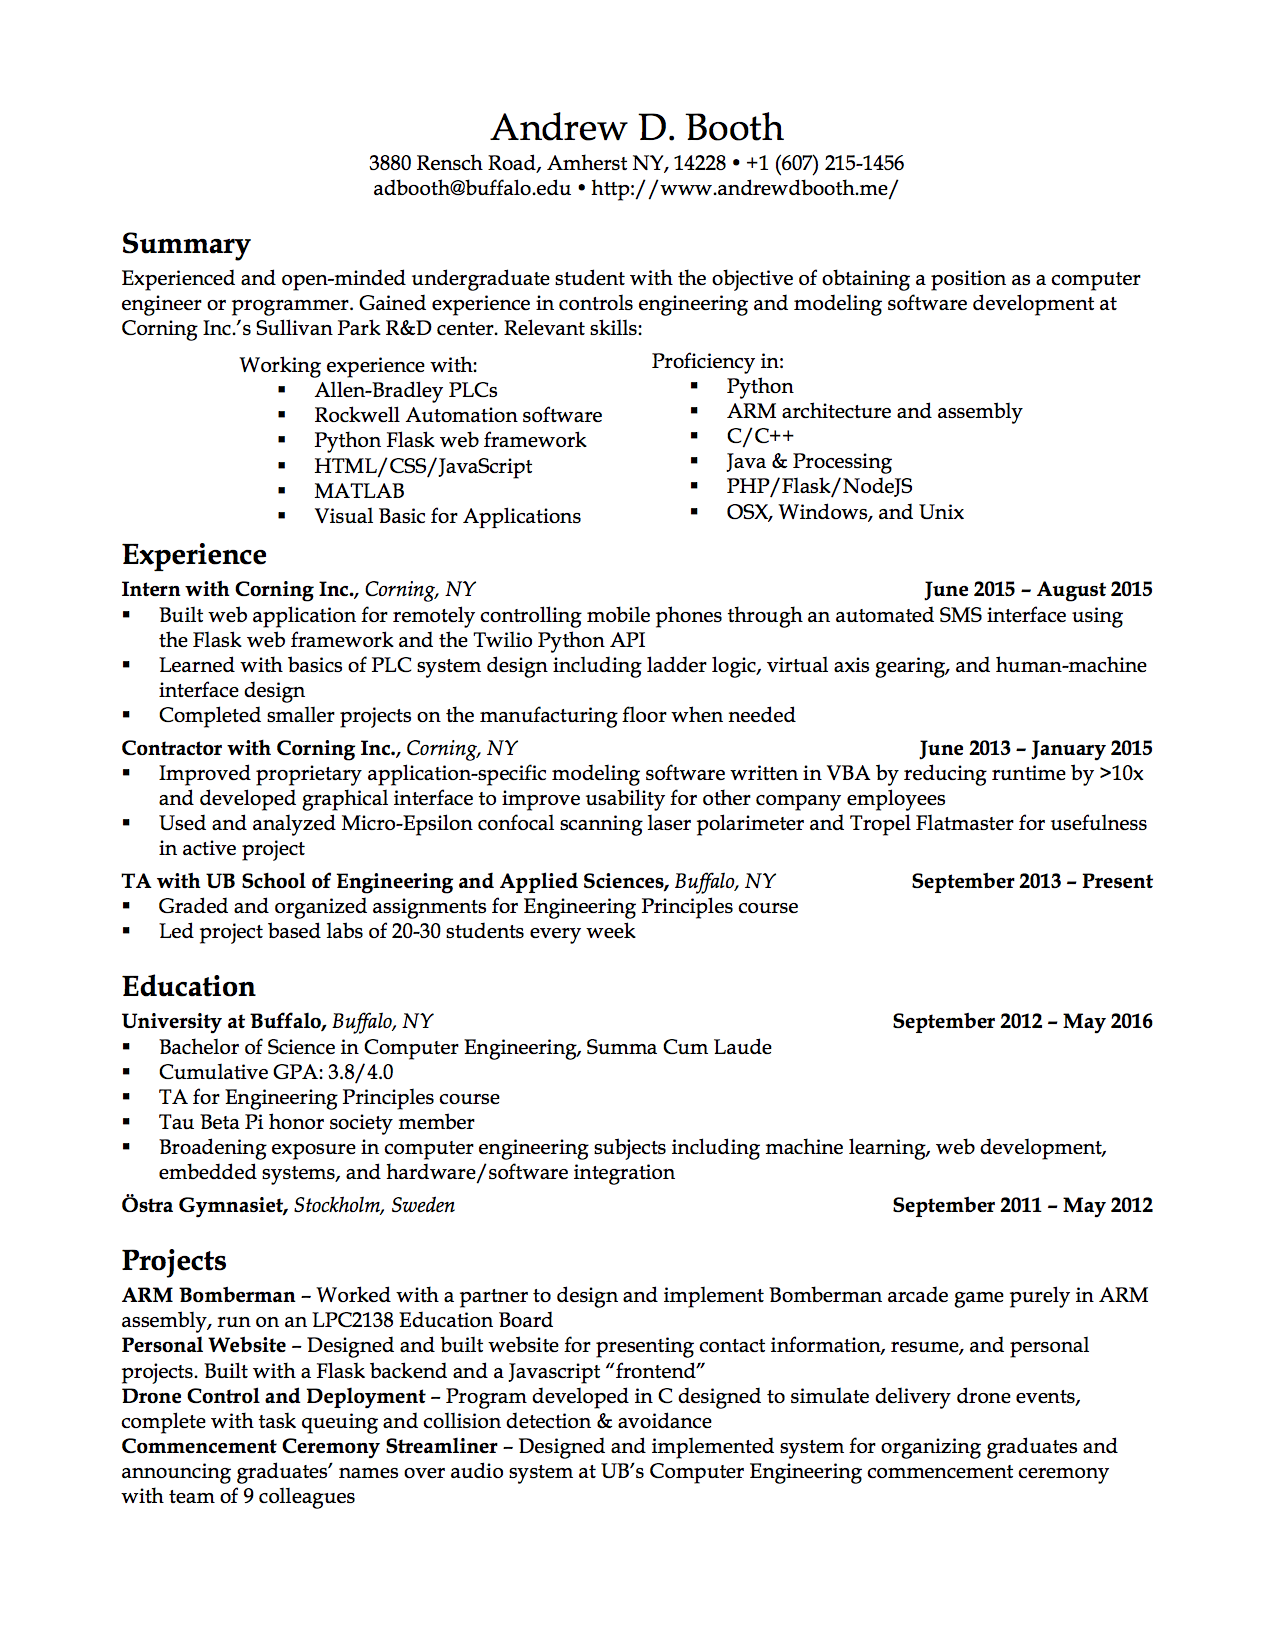 Andrew D. Booth
3880 Rensch Road, Amherst NY, 14228 • +1 (607) 215-1456
adbooth@buffalo.edu • http://www.andrewdbooth.me/
Summary
Experienced and open-minded undergraduate student with the objective of obtaining a position as a computer
engineer or programmer. Gained experience in controls engineering and modeling software development at
Corning Inc.’s Sullivan Park R&D center. Relevant skills:
Working experience with:
▪ Allen-Bradley PLCs
▪ Rockwell Automation software
▪ Python Flask web framework
▪ HTML/CSS/JavaScript
▪ MATLAB
▪ Visual Basic for Applications
Proficiency in:
▪ Python
▪ ARM architecture and assembly
▪ C/C++
▪ Java & Processing
▪ PHP/Flask/NodeJS
▪ OSX, Windows, and Unix
Experience
Intern with Corning Inc., Corning, NY June 2015 – August 2015
▪ Built web application for remotely controlling mobile phones through an automated SMS interface using
the Flask web framework and the Twilio Python API
▪ Learned with basics of PLC system design including ladder logic, virtual axis gearing, and human-machine
interface design
▪ Completed smaller projects on the manufacturing floor when needed
Contractor with Corning Inc., Corning, NY June 2013 – January 2015
▪ Improved proprietary application-specific modeling software written in VBA by reducing runtime by >10x
and developed graphical interface to improve usability for other company employees
▪ Used and analyzed Micro-Epsilon confocal scanning laser polarimeter and Tropel Flatmaster for usefulness
in active project
TA with UB School of Engineering and Applied Sciences, Buffalo, NY September 2013 – Present
▪ Graded and organized assignments for Engineering Principles course
▪ Led project based labs of 20-30 students every week
Education
University at Buffalo, Buffalo, NY September 2012 – May 2016
▪ Bachelor of Science in Computer Engineering, Summa Cum Laude
▪ Cumulative GPA: 3.8/4.0
▪ TA for Engineering Principles course
▪ Tau Beta Pi honor society member
▪ Broadening exposure in computer engineering subjects including machine learning, web development,
embedded systems, and hardware/software integration
Östra Gymnasiet, Stockholm, Sweden September 2011 – May 2012
Projects
ARM Bomberman – Worked with a partner to design and implement Bomberman arcade game purely in ARM
assembly, run on an LPC2138 Education Board
Personal Website – Designed and built website for presenting contact information, resume, and personal
projects. Built with a Flask backend and a Javascript “frontend”
Drone Control and Deployment – Program developed in C designed to simulate delivery drone events,
complete with task queuing and collision detection & avoidance
Commencement Ceremony Streamliner – Designed and implemented system for organizing graduates and
announcing graduates’ names over audio system at UB’s Computer Engineering commencement ceremony
with team of 9 colleagues